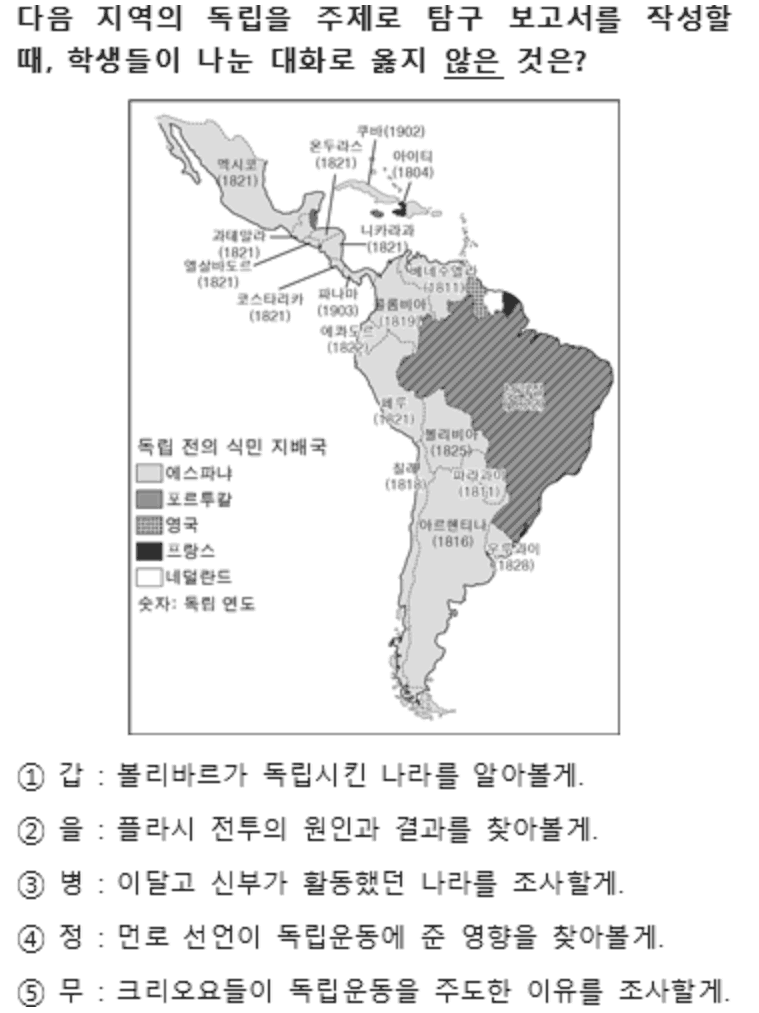 다음 지역의 독립을 주제로 탐구 보고서를 작성할
때, 학생들이 나눈 대화로 옳지 않은 것은?
쿠바(1902)
온두라스
(1821)
아이티
(1804)
멕시코
(1821)
과테말라
(1821)
니카라과
(1821)
엘살바도르
(1821)
베네수엘라
(1811)
코스타리카
(1821)
파나마
(1903)
콜롬비아
(1819)
에콰도르
(1822)
페루
(1821)
볼리비아
(1825)
칠레
(1818)
파라과이
(1811)
아르헨티나
(1816)
우루과이
(1828)
독립 전의 식민 지배국
에스파냐
포르투갈
영국
프랑스
네덜란드
숫자: 독립 연도
① 갑 : 볼리바르가 독립시킨 나라를 알아볼게.
② 을 : 플라시 전투의 원인과 결과를 찾아볼게.
③ 병 : 이달고 신부가 활동했던 나라를 조사할게.
④ 정 : 먼로 선언이 독립운동에 준 영향을 찾아볼게.
⑤ 무 : 크리오요들이 독립운동을 주도한 이유를 조사할게.